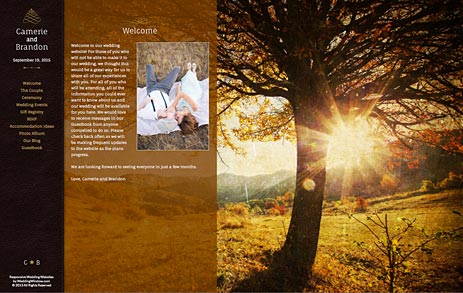 Camerie
and
Brandon
September 19, 2015
Welcome
The Couple
Ceremony
Wedding Events
Gift Registry
RSVP
Accommodation Ideas
Photo Album
Our Blog
Guestbook
C B
Responsive Wedding Websites
by WeddingWindow.com
© 2013 All Rights Reserved
Welcome
Welcome to our wedding
website! For those of you who
will not be able to make it to
our wedding, we thought this
would be a great way for us to
share all of our experiences
with you. For all of you who
will be attending, all of the
information you could ever
want to know about us and
our wedding will be available
for you here. We would love
to receive messages in our
Guestbook from anyone
compelled to do so. Please
check back often as we will
be making frequent updates
to the website as the plans
progress.
We are looking forward to seeing everyone in just a few months.
Love, Camerie and Brandon